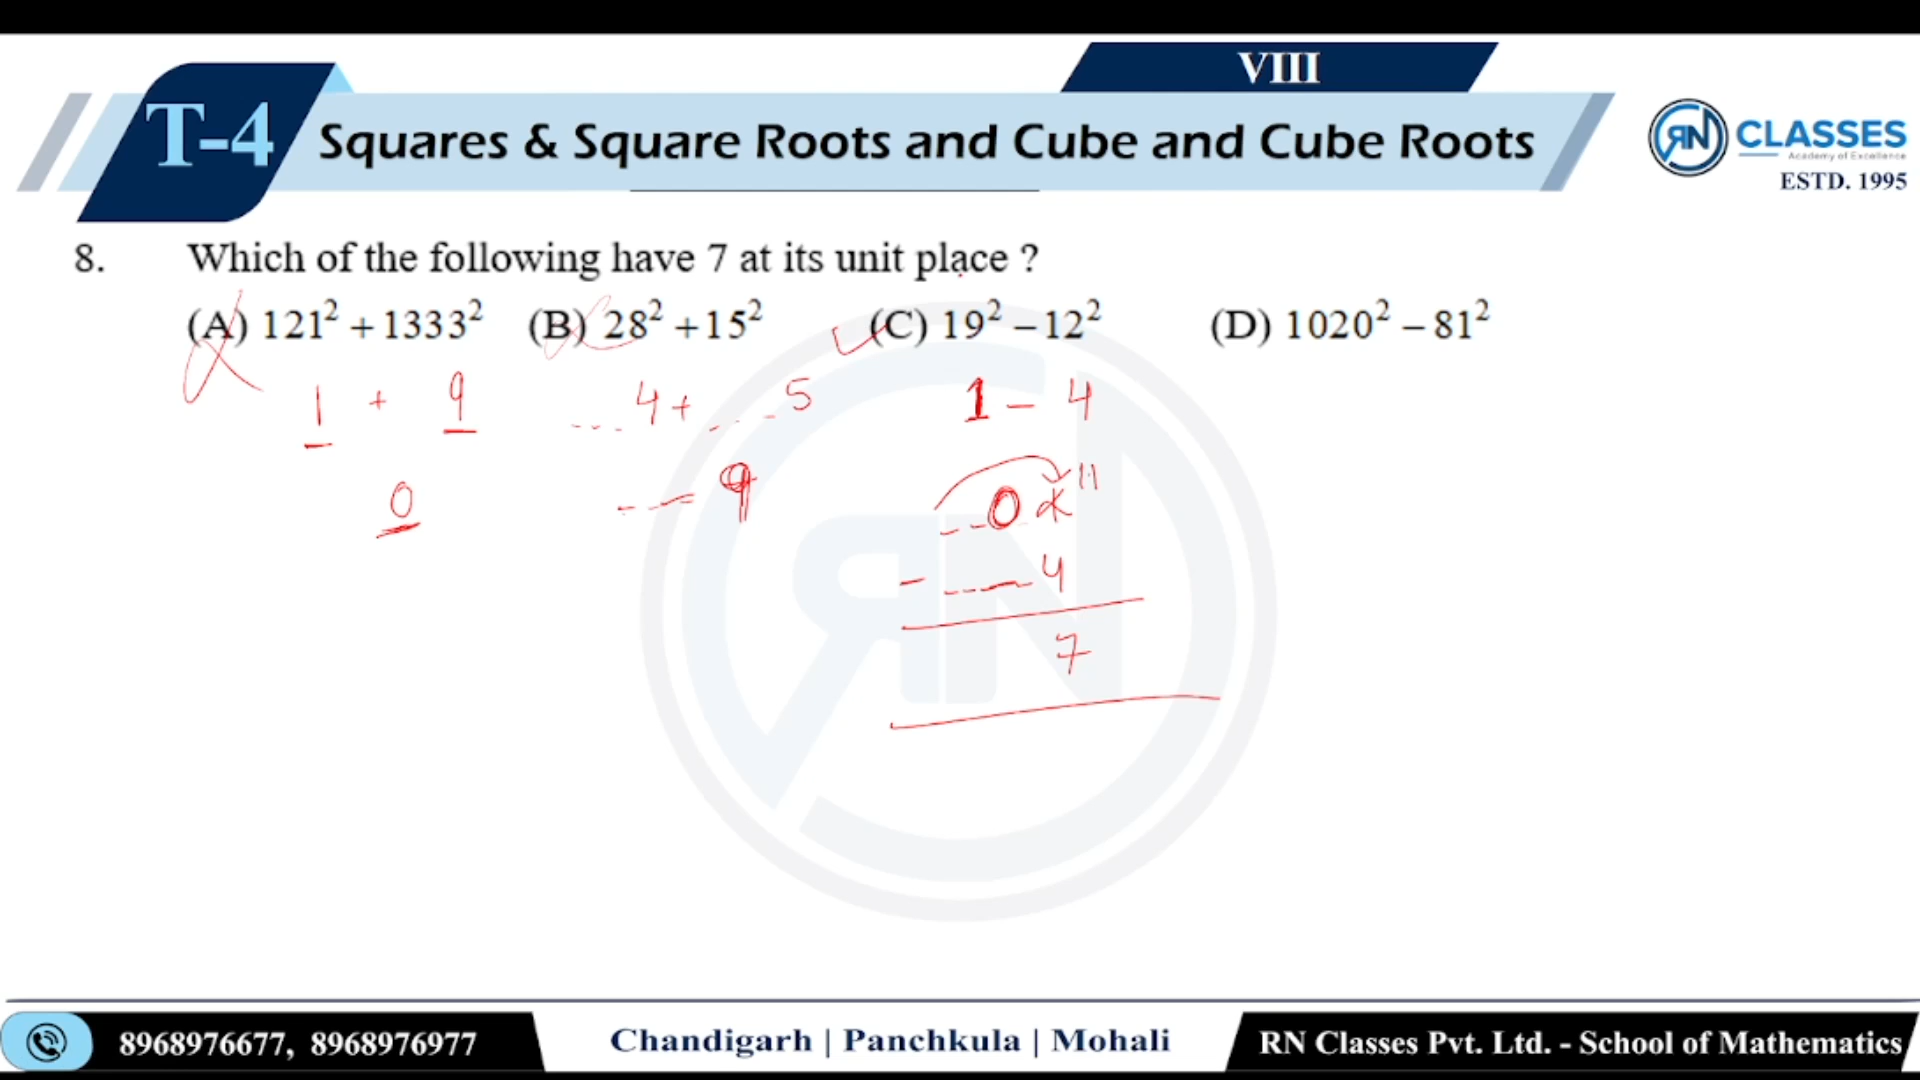 VIII
T-4 Squares & Square Roots and Cube and Cube Roots
RN CLASSES
Academy of Excellence
ESTD. 1995
8. Which of the following have 7 at its unit place ?
(A) 121² + 1333² (B) 28² + 15² (C) 19² – 12² (D) 1020² – 81²
1 + 9 ...4 + ...5 1 – 4
0 --- 9 ---0 1 11
- ---4
7
RN
8968976677, 8968976977 Chandigarh | Panchkula | Mohali RN Classes Pvt. Ltd. - School of Mathematics